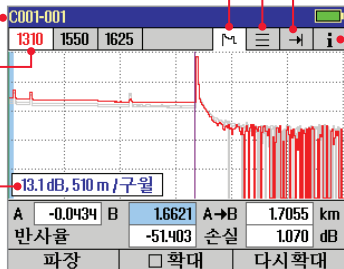 C001-001
1310 1550 1625 i
13.1 dB, 510 m /구월
A -0.0434 B 1.6621 A→B 1.7055 km
반사율 -51.403 손실 1.070 dB
파장 □ 확대 다시확대